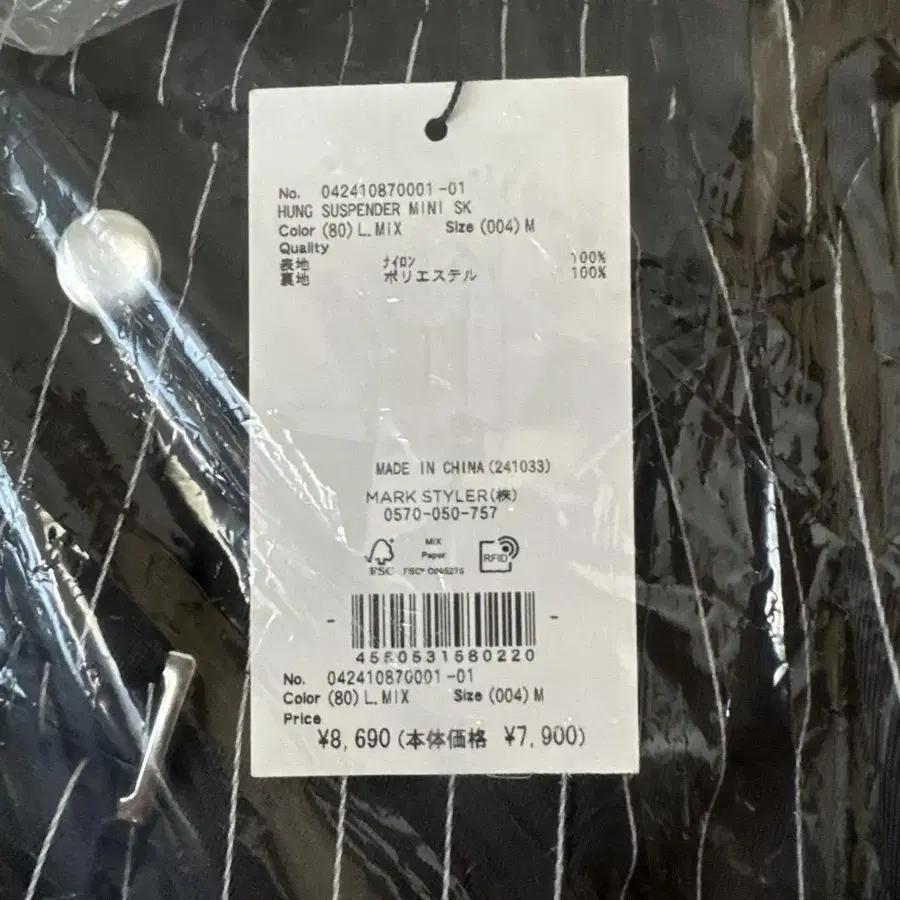 No. 042410870001-01
HUNG SUSPENDER MINI SK
Color (80) L.MIX Size (004) M
Quality
表地 ナイロン 100%
裏地 ポリエステル 100%
MADE IN CHINA (241033)
MARK STYLER(株)
0570-050-757
MIX
Paper
FSC FSC® C005275
RFID
4550531580220
No. 042410870001-01
Color (80) L.MIX Size (004) M
Price
¥8,690 (本体価格 ¥7,900)